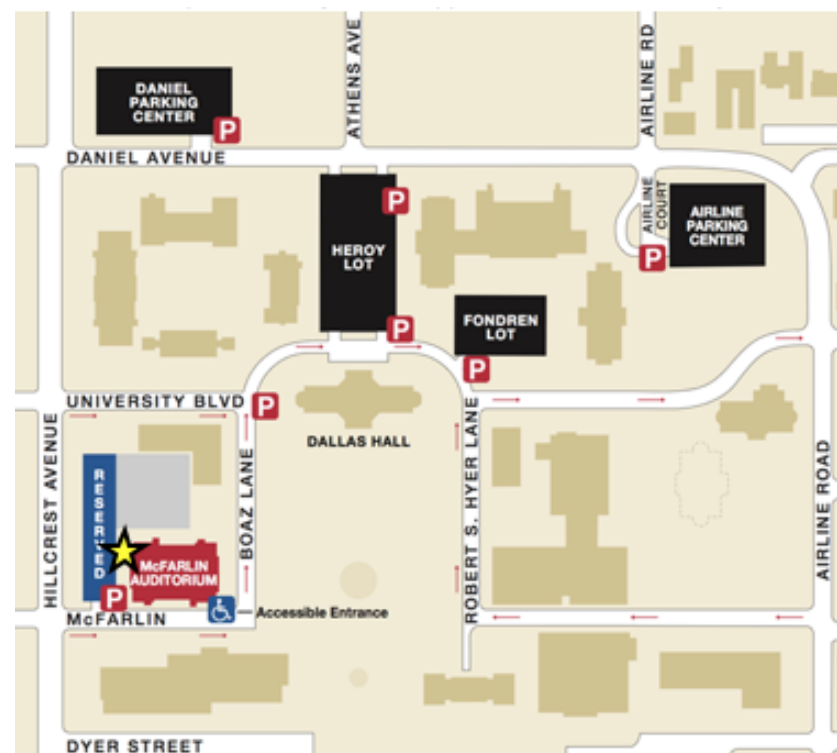 ATHENS AVE
AIRLINE RD
DANIEL
PARKING
CENTER
P
DANIEL AVENUE
P
HEROY
LOT
AIRLINE
COURT
AIRLINE
PARKING
CENTER
P
P
FONDREN
LOT
P
UNIVERSITY BLVD
P
DALLAS HALL
HILLCREST AVENUE
RESERVED
BOAZ LANE
ROBERT S. HYER LANE
AIRLINE ROAD
McFARLIN
AUDITORIUM
P
Accessible Entrance
McFARLIN
DYER STREET